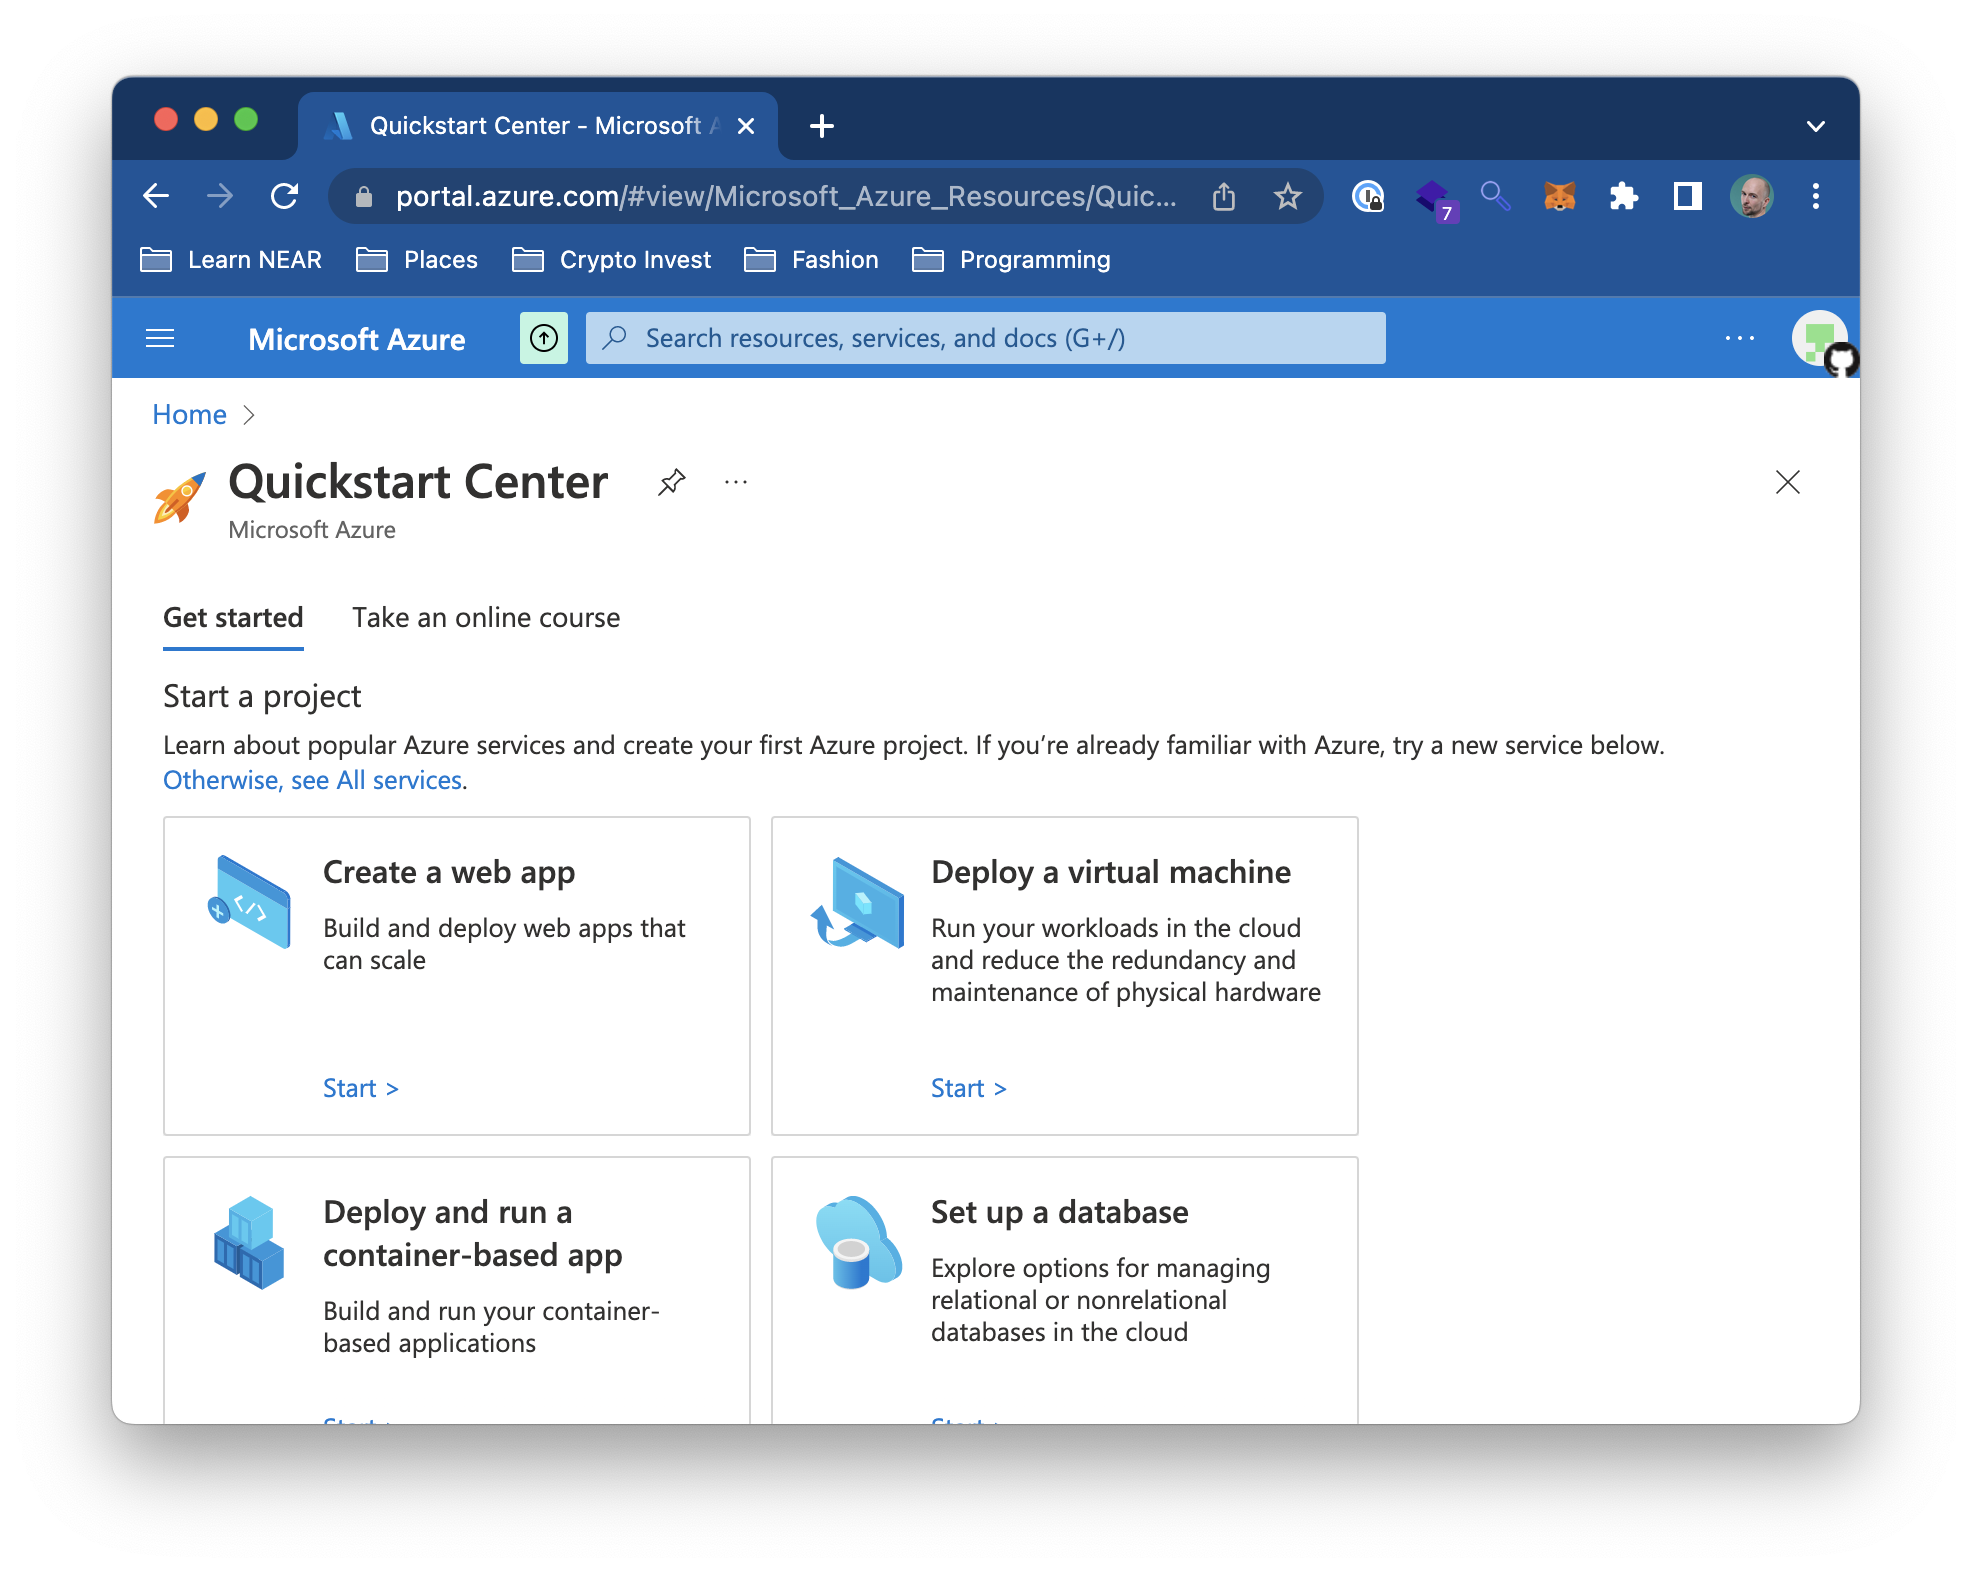 Quickstart Center - Microsoft A
portal.azure.com/#view/Microsoft_Azure_Resources/Quic...
7
Learn NEAR
Places
Crypto Invest
Fashion
Programming
Microsoft Azure
Search resources, services, and docs (G+/)
Home
Quickstart Center
Microsoft Azure
Get started
Take an online course
Start a project
Learn about popular Azure services and create your first Azure project. If you’re already familiar with Azure, try a new service below.
Otherwise, see All services.
Create a web app
Build and deploy web apps that
can scale
Start >
Deploy a virtual machine
Run your workloads in the cloud
and reduce the redundancy and
maintenance of physical hardware
Start >
Deploy and run a
container-based app
Build and run your container-
based applications
Start >
Set up a database
Explore options for managing
relational or nonrelational
databases in the cloud
Start >